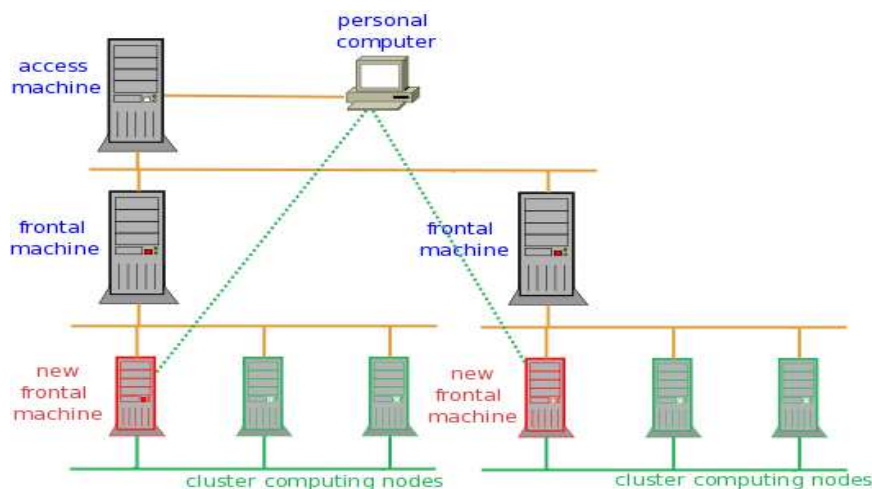 personal
computer
access
machine
frontal
machine
frontal
machine
new
frontal
machine
new
frontal
machine
cluster computing nodes
cluster computing nodes